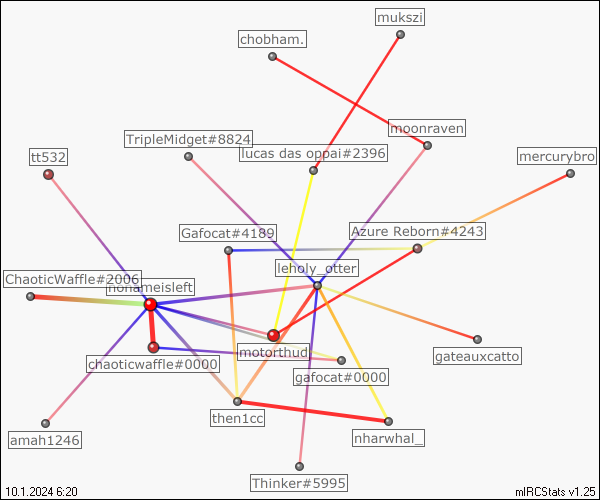 mukszi
chobham.
moonraven
TripleMidget#8824
lucas das oppai#2396
tt532
mercurybro
Gafocat#4189
Azure Reborn#4243
leholy_otter
ChaoticWaffle#2006
nonameisleft
motorthud
chaoticwaffle#0000
gateauxcatto
gafocat#0000
then1cc
nharwhal_
amah1246
Thinker#5995
10.1.2024 6:20
mIRCStats v1.25